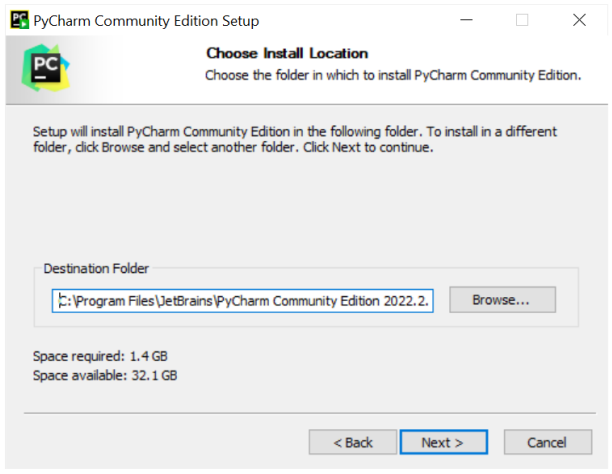 PyCharm Community Edition Setup
PC
Choose Install Location
Choose the folder in which to install PyCharm Community Edition.
Setup will install PyCharm Community Edition in the following folder. To install in a different
folder, click Browse and select another folder. Click Next to continue.
Destination Folder
C:\Program Files\JetBrains\PyCharm Community Edition 2022.2.
Browse...
Space required: 1.4 GB
Space available: 32.1 GB
< Back
Next >
Cancel